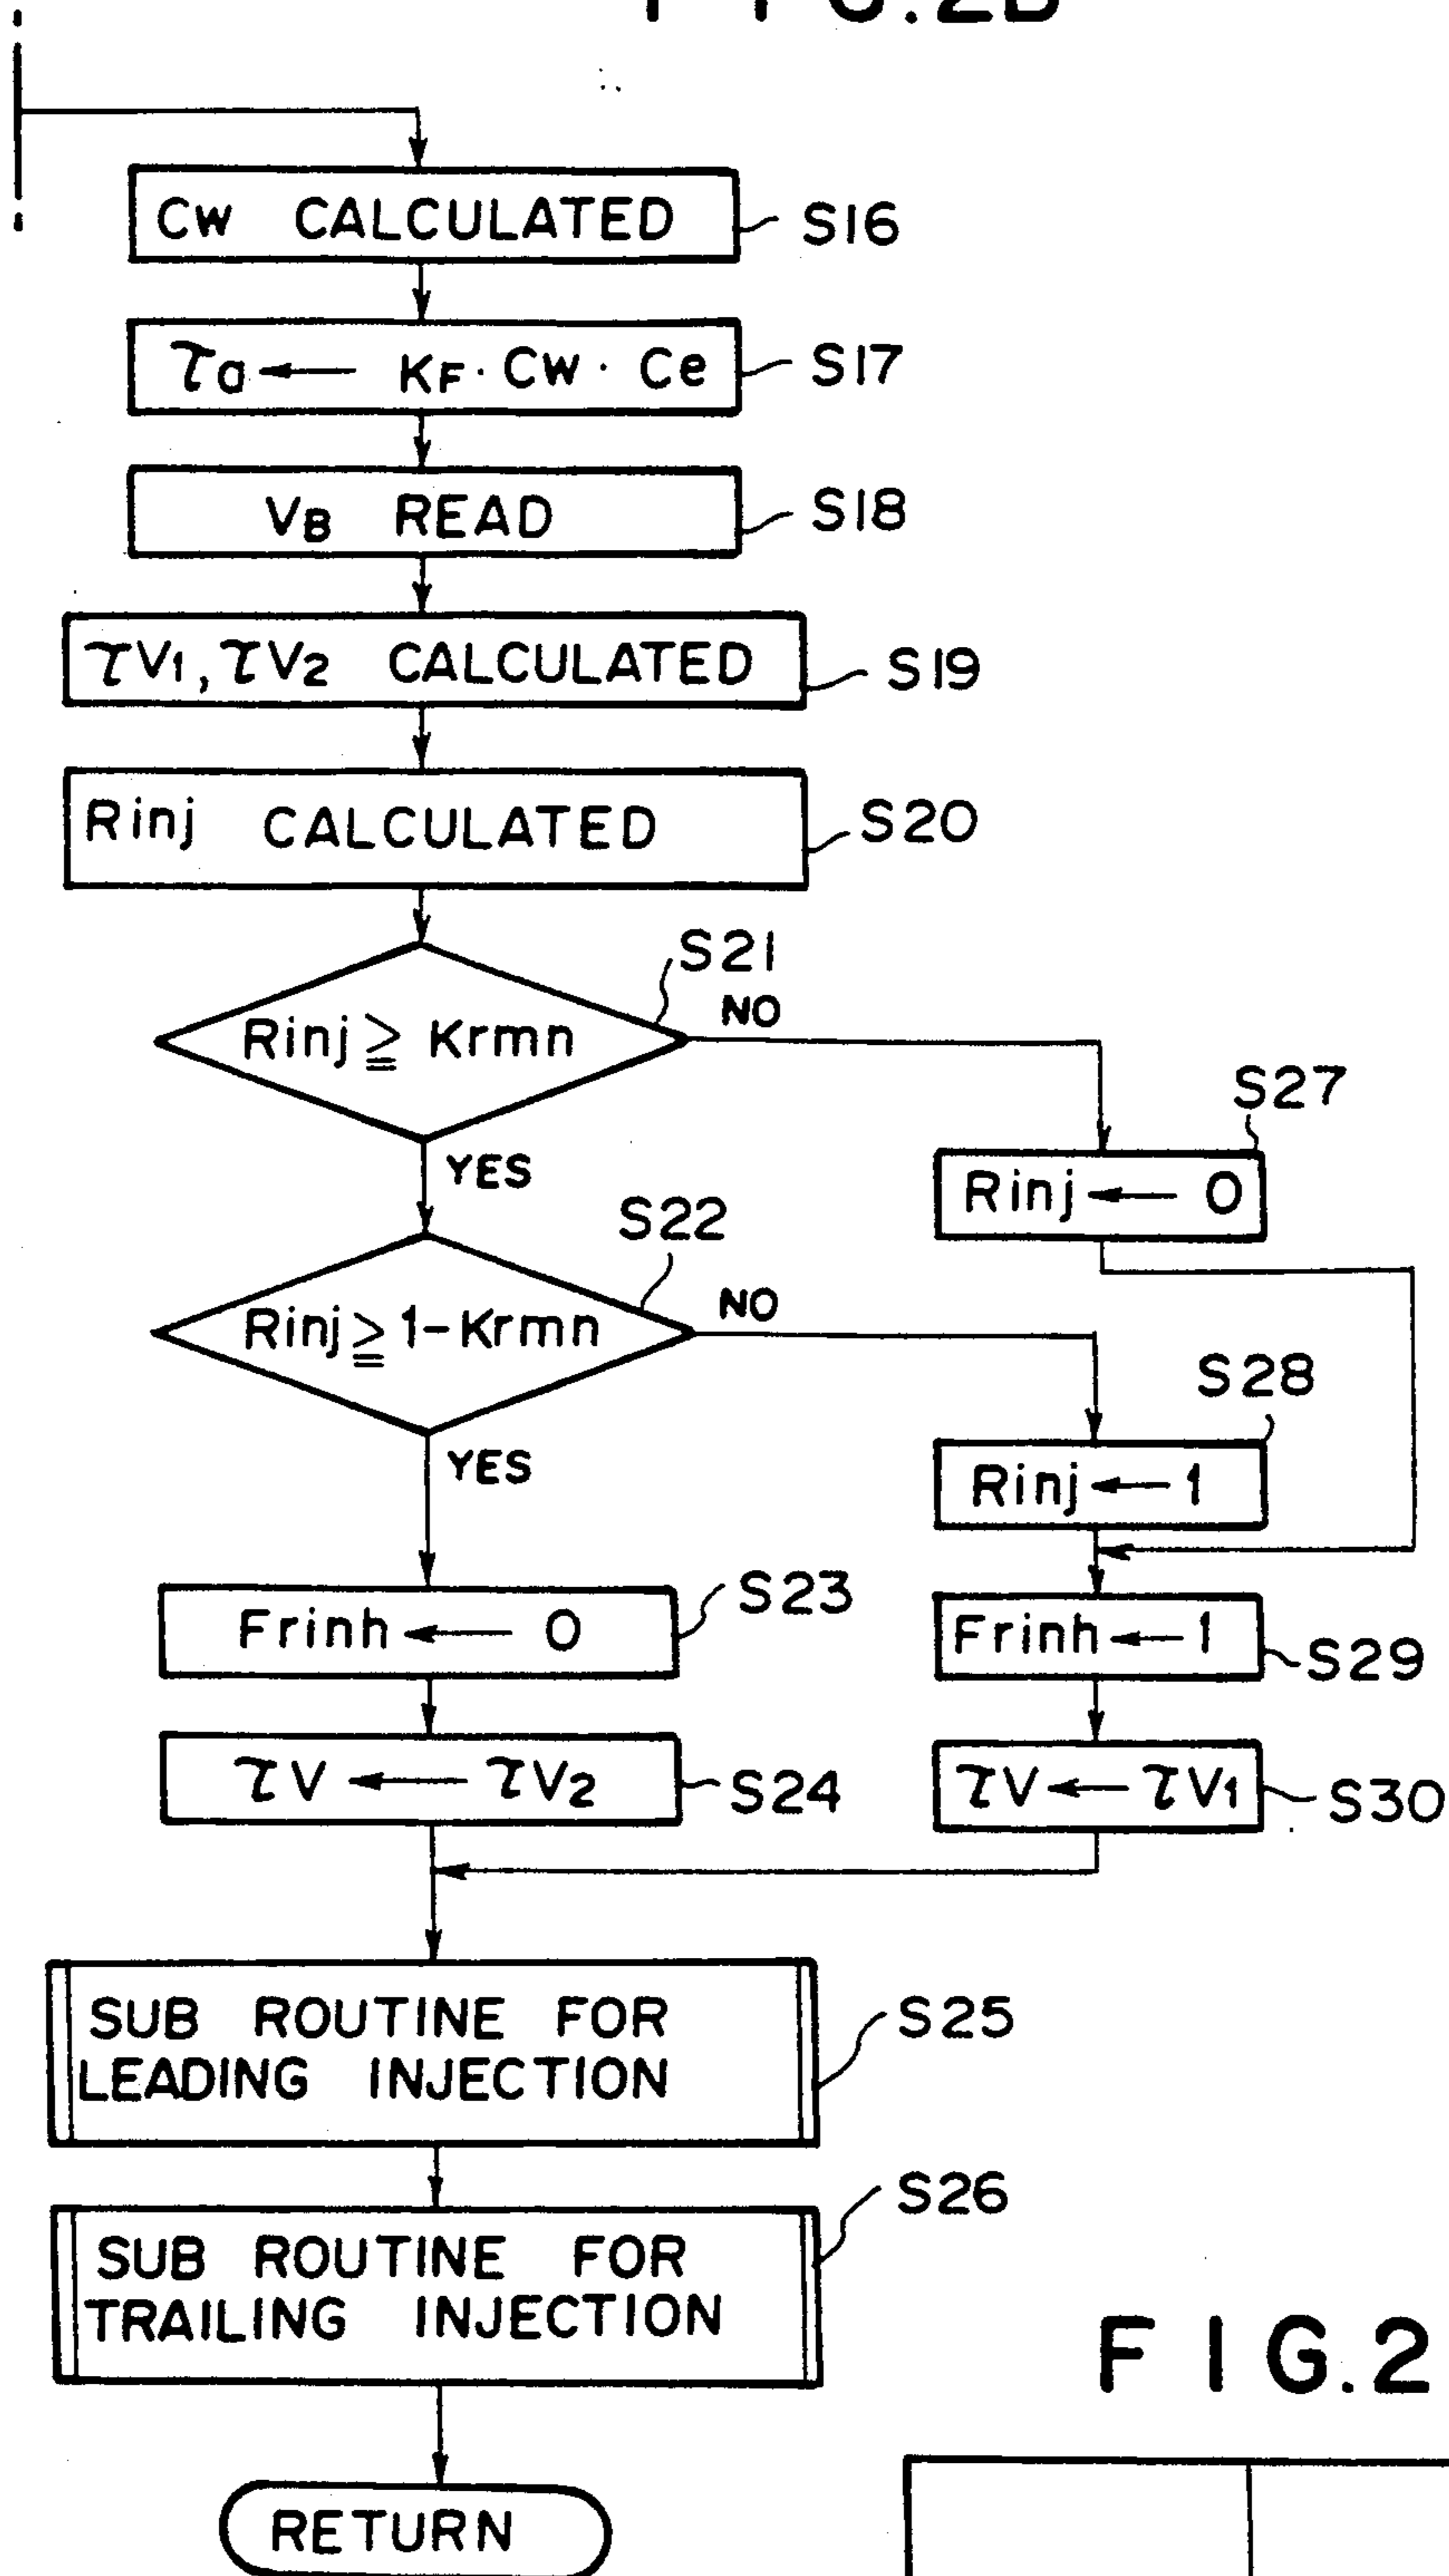 FIG.2B
CW CALCULATED
S16
τa ← KF · CW · Ce
S17
VB READ
S18
τV1, τV2 CALCULATED
S19
Rinj CALCULATED
S20
S21
Rinj ≧ Krmn
NO
YES
S27
Rinj ← 0
S22
Rinj ≧ 1-Krmn
NO
YES
S28
Rinj ← 1
S23
Frinh ← 0
Frinh ← 1
S29
τV ← τV2
S24
τV ← τV1
S30
SUB ROUTINE FOR
LEADING INJECTION
S25
SUB ROUTINE FOR
TRAILING INJECTION
S26
FIG.2
RETURN